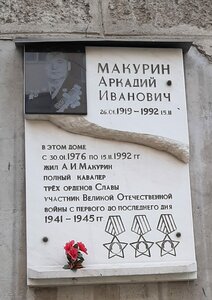 МАКУРИН
АРКАДИЙ
ИВАНОВИЧ
26.01.1919-1992 15.11
В ЭТОМ ДОМЕ
С 30.01.1976 ПО 15.11.1992 ГГ
ЖИЛ А.И.МАКУРИН
ПОЛНЫЙ КАВАЛЕР
ТРЁХ ОРДЕНОВ СЛАВЫ
УЧАСТНИК ВЕЛИКОЙ ОТЕЧЕСТВЕННОЙ
ВОЙНЫ С ПЕРВОГО ДО ПОСЛЕДНЕГО ДНЯ
1941-1945 ГГ